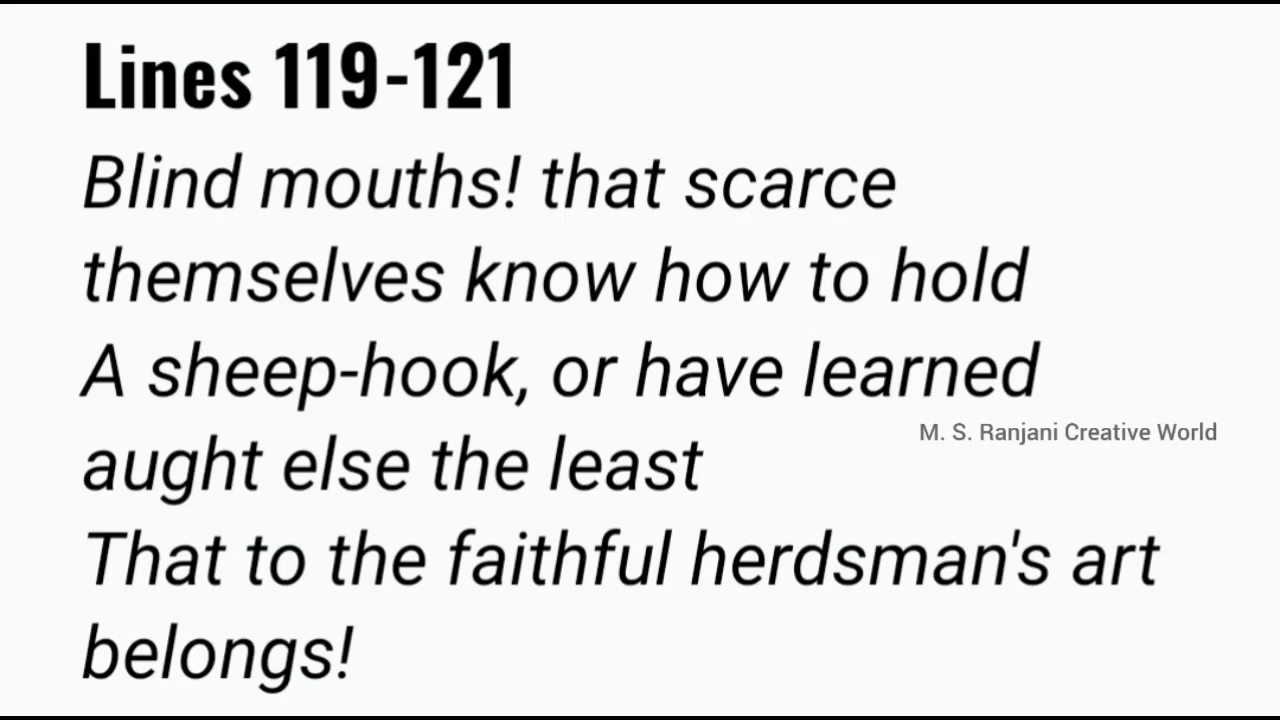 Lines 119-121
Blind mouths! that scarce
themselves know how to hold
A sheep-hook, or have learned
M. S. Ranjani Creative World
aught else the least
That to the faithful herdsman's art
belongs!